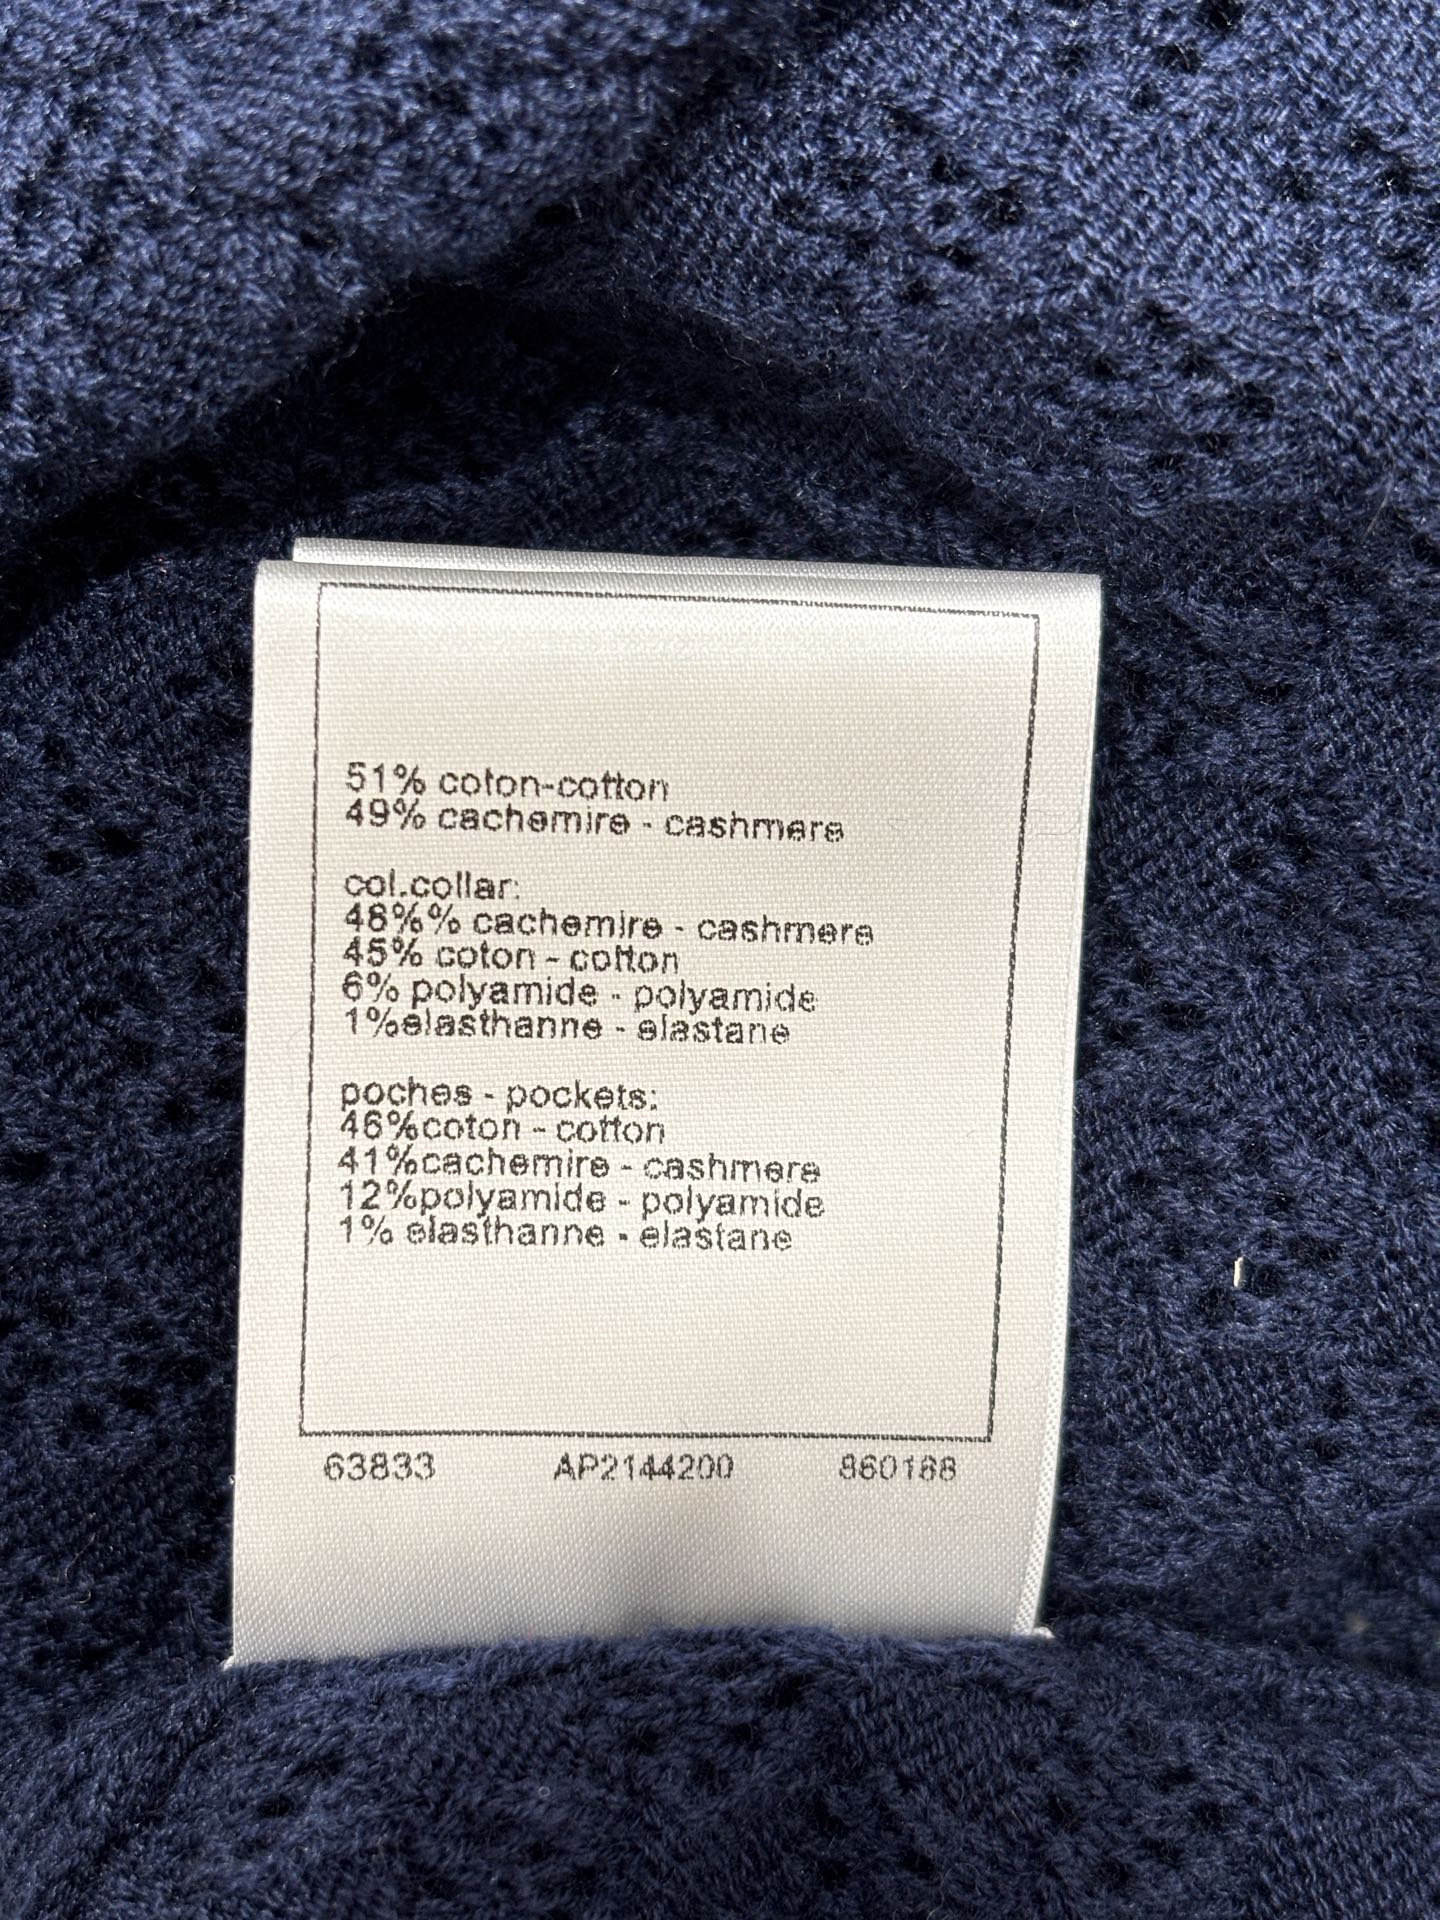 51% coton-cotton
49% cachemire - cashmere
col.collar:
48%% cachemire - cashmere
45% coton - cotton
6% polyamide - polyamide
1%elasthanne - elastane
poches - pockets:
46%coton - cotton
41%cachemire - cashmere
12%polyamide - polyamide
1% elasthanne - elastane
63833 AP2144200 860188